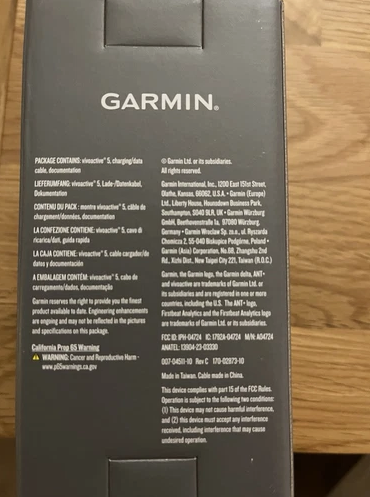 GARMIN®
PACKAGE CONTAINS: vívoactive® 5, charging/data
cable, documentation
LIEFERUMFANG: vívoactive® 5, Lade-/Datenkabel,
Dokumentation
CONTENU DU PACK : montre vívoactive® 5, câble de
chargement/données, documentation
LA CONFEZIONE CONTIENE: vívoactive® 5, cavo di
ricarica/dati, guida rapida
LA CAJA CONTIENE: vívoactive® 5, cable cargador/de
datos y documentación
A EMBALAGEM CONTÉM: vívoactive® 5, cabo de
carregamento/dados, documentação
Garmin reserves the right to provide you the finest
product available to date. Engineering enhancements
are ongoing and may not be reflected in the pictures
and specifications on this package.
California Prop 65 Warning
WARNING: Cancer and Reproductive Harm -
www.p65warnings.ca.gov
© Garmin Ltd. or its subsidiaries.
All rights reserved.
Garmin International, Inc., 1200 East 151st Street,
Olathe, Kansas, 66062, U.S.A. • Garmin (Europe)
Ltd., Liberty House, Hounsdown Business Park,
Southampton, SO40 9LR, UK • Garmin Würzburg
GmbH, Beethovenstraße 1a, 97080 Würzburg,
Germany • Garmin Wroclaw Sp. z o.o., ul. Ryszarda
Chomicza 2, 55-040 Biskupice Podgórne, Poland •
Garmin (Asia) Corporation, No.68, Zhangshu 2nd
Rd., Xizhi Dist., New Taipei City 221, Taiwan (R.O.C.)
Garmin, the Garmin logo, the Garmin delta, ANT+
and vívoactive are trademarks of Garmin Ltd. or
its subsidiaries and are registered in one or more
countries, including the U.S. The ANT+ logo,
Firstbeat Analytics and the Firstbeat Analytics logo
are trademarks of Garmin Ltd. or its subsidiaries.
FCC ID: IPH-04724 IC: 1792A-04724 M/N: A04724
ANATEL: 13904-23-03330
007-04511-10 Rev C 170-02973-10
Made in Taiwan. Cable made in China.
This device complies with part 15 of the FCC Rules.
Operation is subject to the following two conditions:
(1) This device may not cause harmful interference,
and (2) this device must accept any interference
received, including interference that may cause
undesired operation.